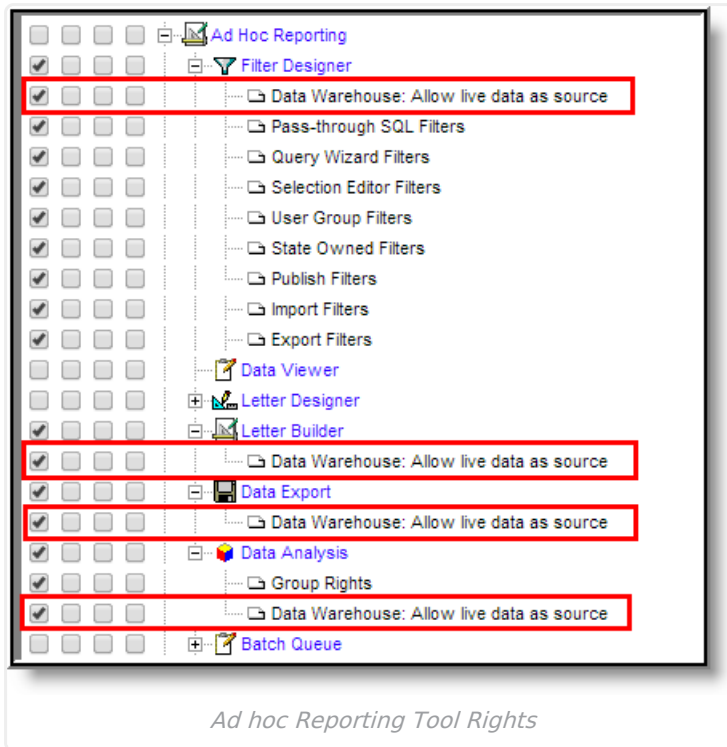 Ad Hoc Reporting
Filter Designer
Data Warehouse: Allow live data as source
Pass-through SQL Filters
Query Wizard Filters
Selection Editor Filters
User Group Filters
State Owned Filters
Publish Filters
Import Filters
Export Filters
Data Viewer
Letter Designer
Letter Builder
Data Warehouse: Allow live data as source
Data Export
Data Warehouse: Allow live data as source
Data Analysis
Group Rights
Data Warehouse: Allow live data as source
Batch Queue
Ad hoc Reporting Tool Rights